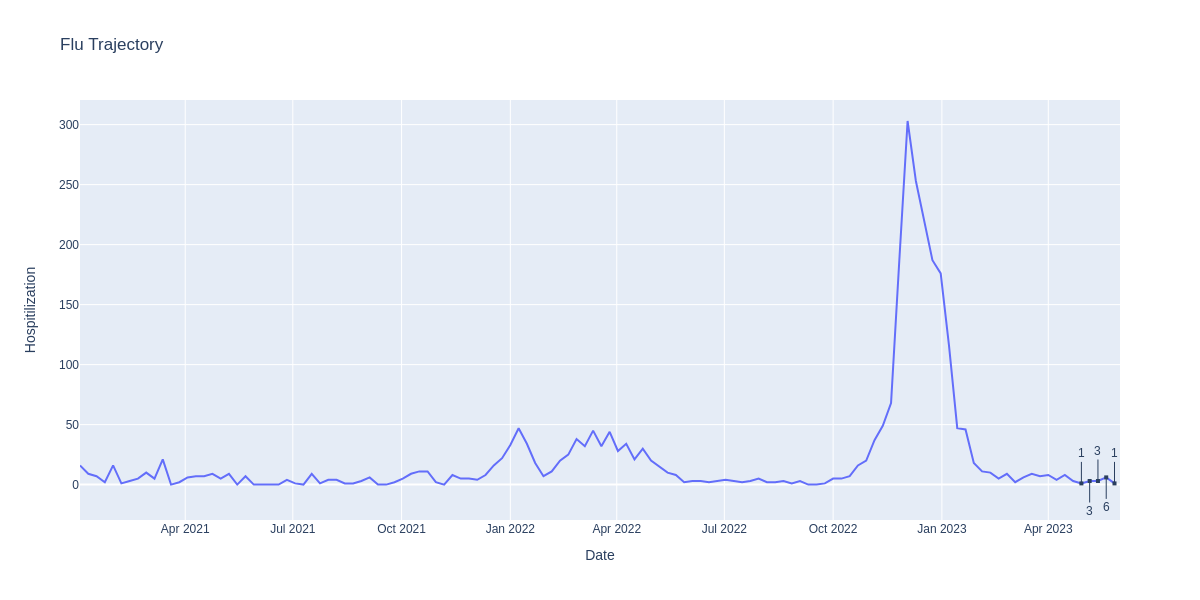 Flu Trajectory
Hospitilization
300
250
200
150
100
50
0
1
3
3
6
1
Apr 2021
Jul 2021
Oct 2021
Jan 2022
Apr 2022
Jul 2022
Oct 2022
Jan 2023
Apr 2023
Date